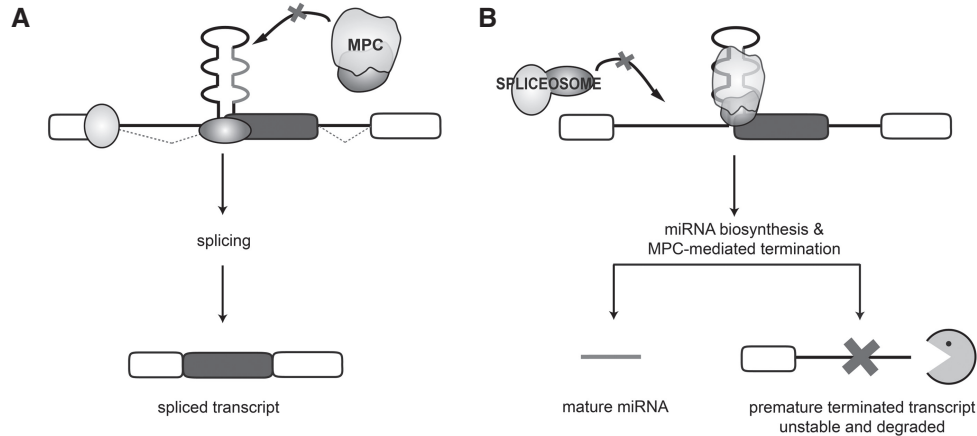 A
MPC
splicing
spliced transcript
B
SPLICEOSOME
miRNA biosynthesis &
MPC-mediated termination
mature miRNA
premature terminated transcript
unstable and degraded